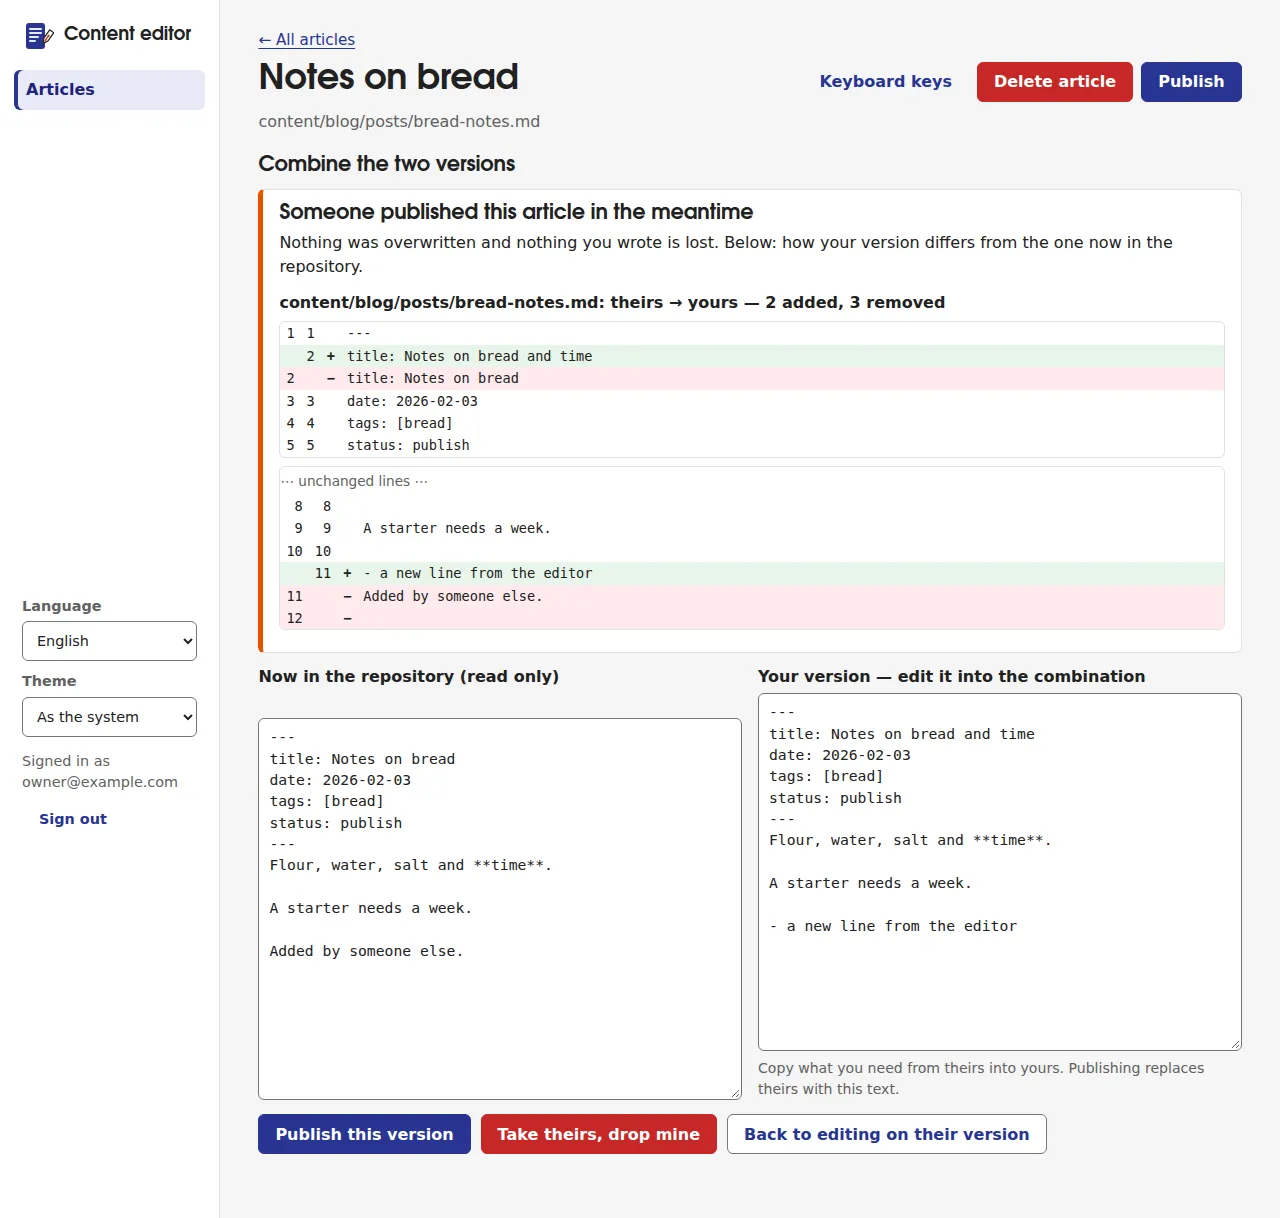 Content editor
Articles
Language
English
Theme
As the system
Signed in as
owner@example.com
Sign out
← All articles
Notes on bread
Keyboard keys
Delete article
Publish
content/blog/posts/bread-notes.md
Combine the two versions
Someone published this article in the meantime
Nothing was overwritten and nothing you wrote is lost. Below: how your version differs from the one now in the
repository.
content/blog/posts/bread-notes.md: theirs → yours — 2 added, 3 removed
1 1 ---
2 + title: Notes on bread and time
2 − title: Notes on bread
3 3 date: 2026-02-03
4 4 tags: [bread]
5 5 status: publish
··· unchanged lines ···
8 8
9 9 A starter needs a week.
10 10
11 + - a new line from the editor
11 − Added by someone else.
12 −
Now in the repository (read only)
---
title: Notes on bread
date: 2026-02-03
tags: [bread]
status: publish
---
Flour, water, salt and **time**.
A starter needs a week.
Added by someone else.
Your version — edit it into the combination
---
title: Notes on bread and time
date: 2026-02-03
tags: [bread]
status: publish
---
Flour, water, salt and **time**.
A starter needs a week.
- a new line from the editor
Copy what you need from theirs into yours. Publishing replaces
theirs with this text.
Publish this version
Take theirs, drop mine
Back to editing on their version